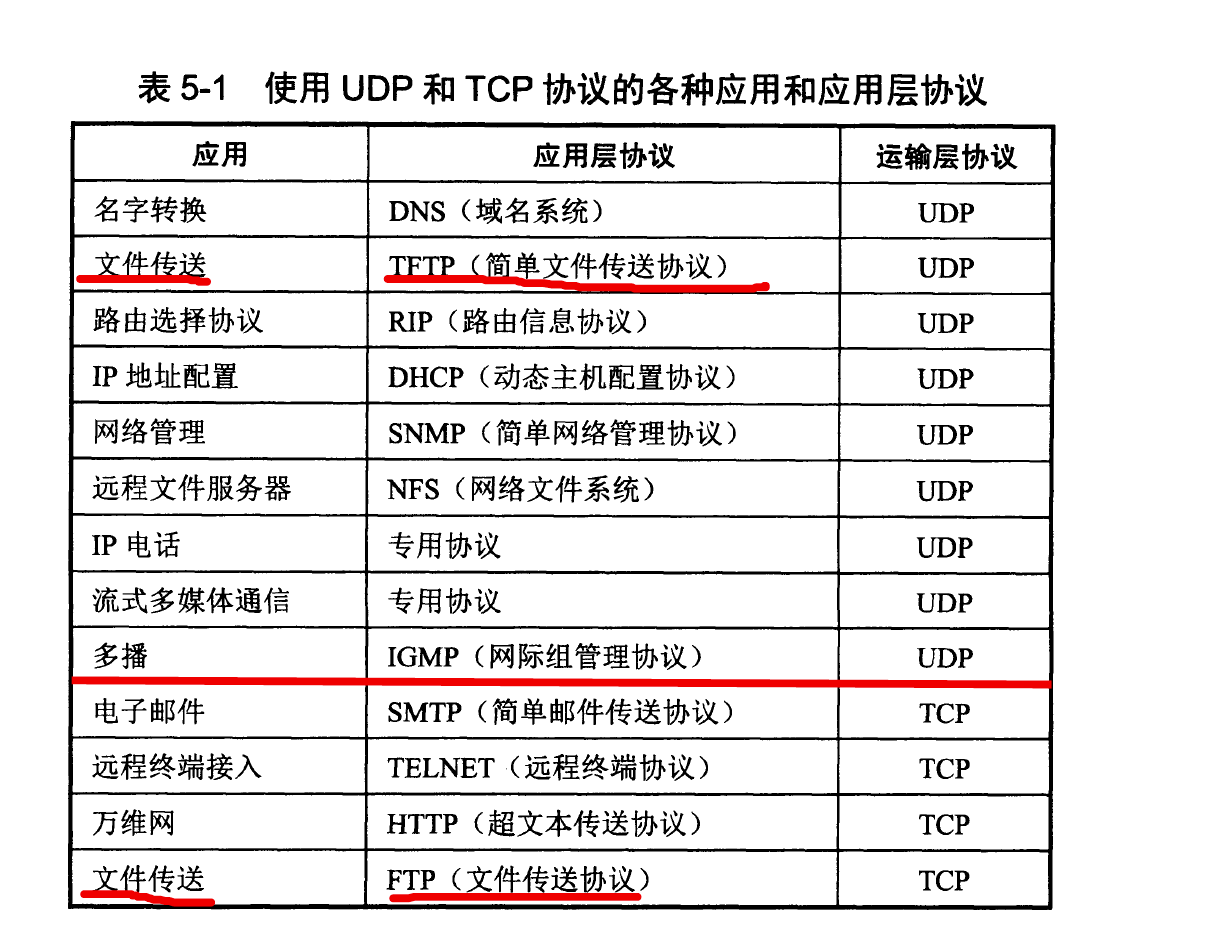 表 5-1 使用 UDP 和 TCP 协议的各种应用和应用层协议
应用 应用层协议 运输层协议
名字转换 DNS（域名系统） UDP
文件传送 TFTP（简单文件传送协议） UDP
路由选择协议 RIP（路由信息协议） UDP
IP 地址配置 DHCP（动态主机配置协议） UDP
网络管理 SNMP（简单网络管理协议） UDP
远程文件服务器 NFS（网络文件系统） UDP
IP 电话 专用协议 UDP
流式多媒体通信 专用协议 UDP
多播 IGMP（网际组管理协议） UDP
电子邮件 SMTP（简单邮件传送协议） TCP
远程终端接入 TELNET（远程终端协议） TCP
万维网 HTTP（超文本传送协议） TCP
文件传送 FTP（文件传送协议） TCP